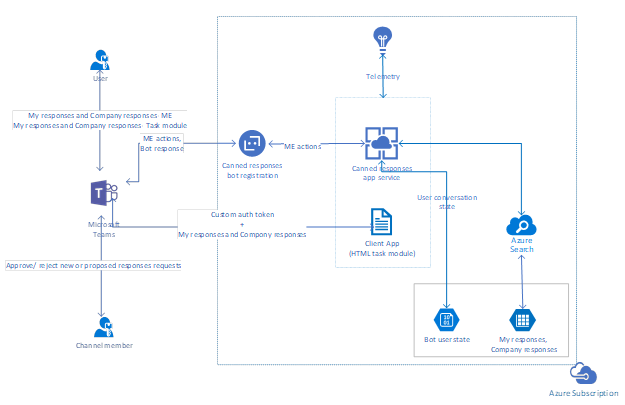 Telemetry
User
My responses and Company responses- ME
My responses and Company responses- Task module
ME actions,
Bot response
ME actions
Canned responses
bot registration
Canned responses
app service
User conversation
state
Microsoft
Teams
Custom auth token
+
My responses and Company responses
Client App
(HTML task module)
Azure
Search
Approve/ reject new or proposed responses requests
Channel member
10
01
Bot user state
My responses,
Company responses
Azure Subscription